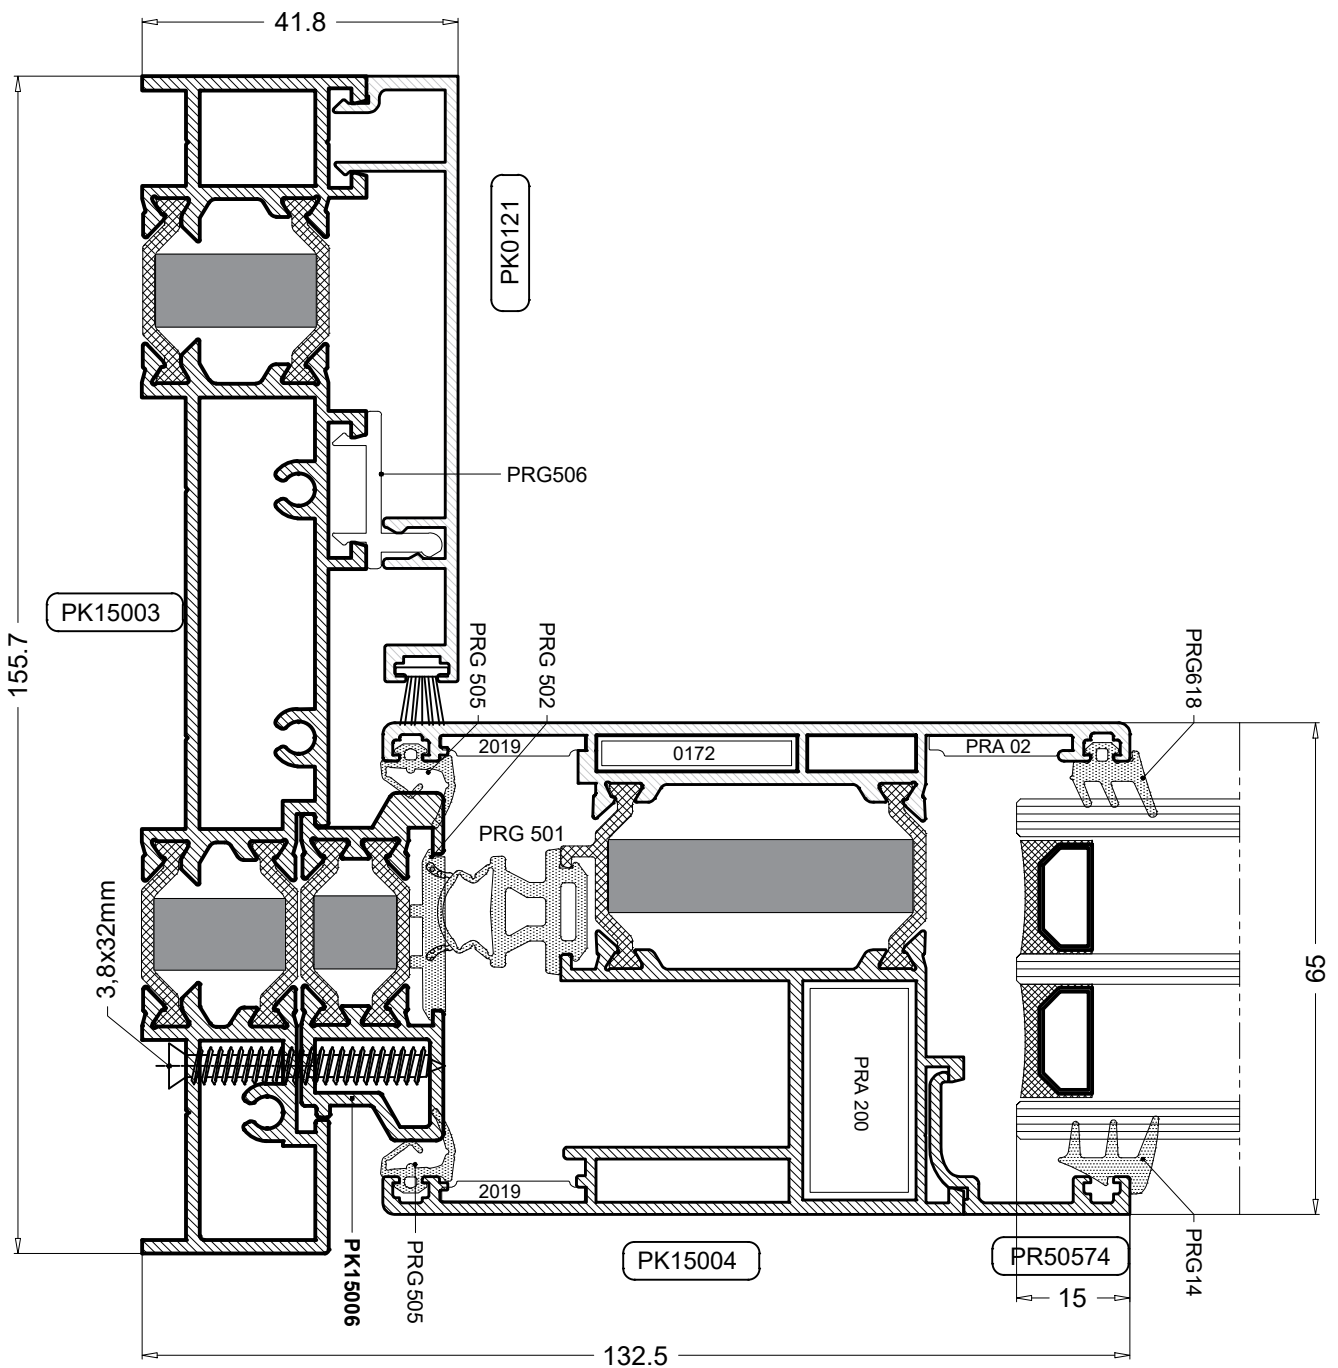 41.8
PK0121
PRG506
PK15003
155.7
PRG 505
PRG 502
PRG618
2019
0172
PRA 02
PRG 501
3,8x32mm
65
PRA 200
2019
PK15006
PRG505
PK15004
PR50574
PRG14
15
132.5